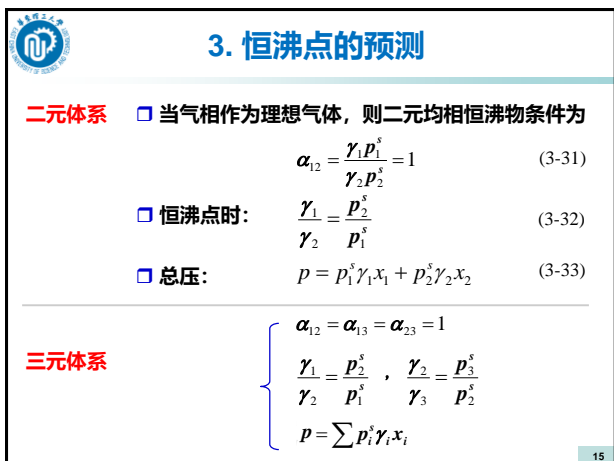 3. 恒沸点的预测
二元体系 当气相作为理想气体，则二元均相恒沸物条件为
α₁₂ = γ₁p₁ˢ / γ₂p₂ˢ = 1 (3-31)
恒沸点时： γ₁ / γ₂ = p₂ˢ / p₁ˢ (3-32)
总压： p = p₁ˢγ₁x₁ + p₂ˢγ₂x₂ (3-33)
α₁₂ = α₁₃ = α₂₃ = 1
三元体系
γ₁ / γ₂ = p₂ˢ / p₁ˢ ， γ₂ / γ₃ = p₃ˢ / p₂ˢ
p = ∑ pᵢˢγᵢxᵢ
15